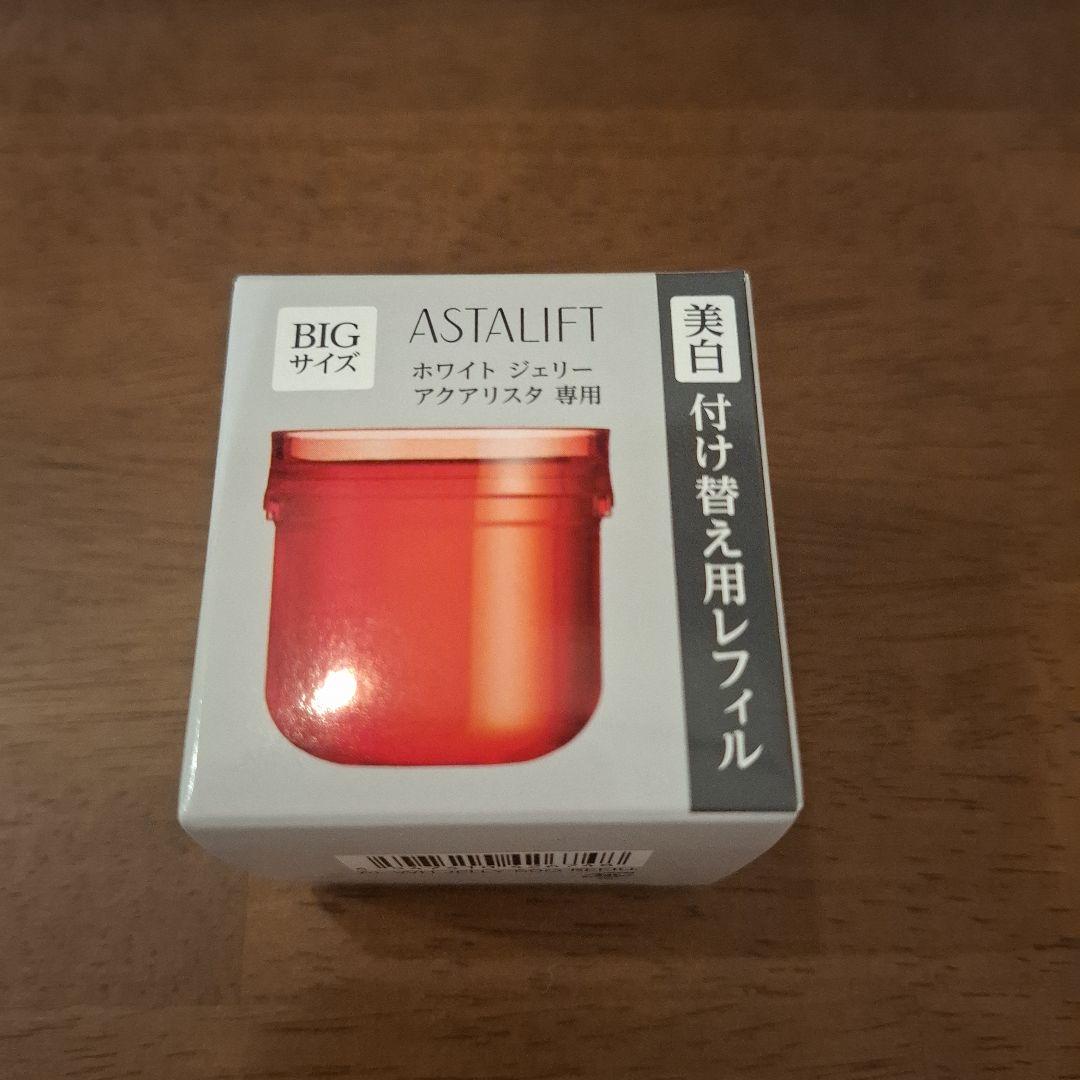 BIG
サイズ
ASTALIFT
ホワイト ジェリー
アクアリスタ 専用
美白
付け替え用レフィル